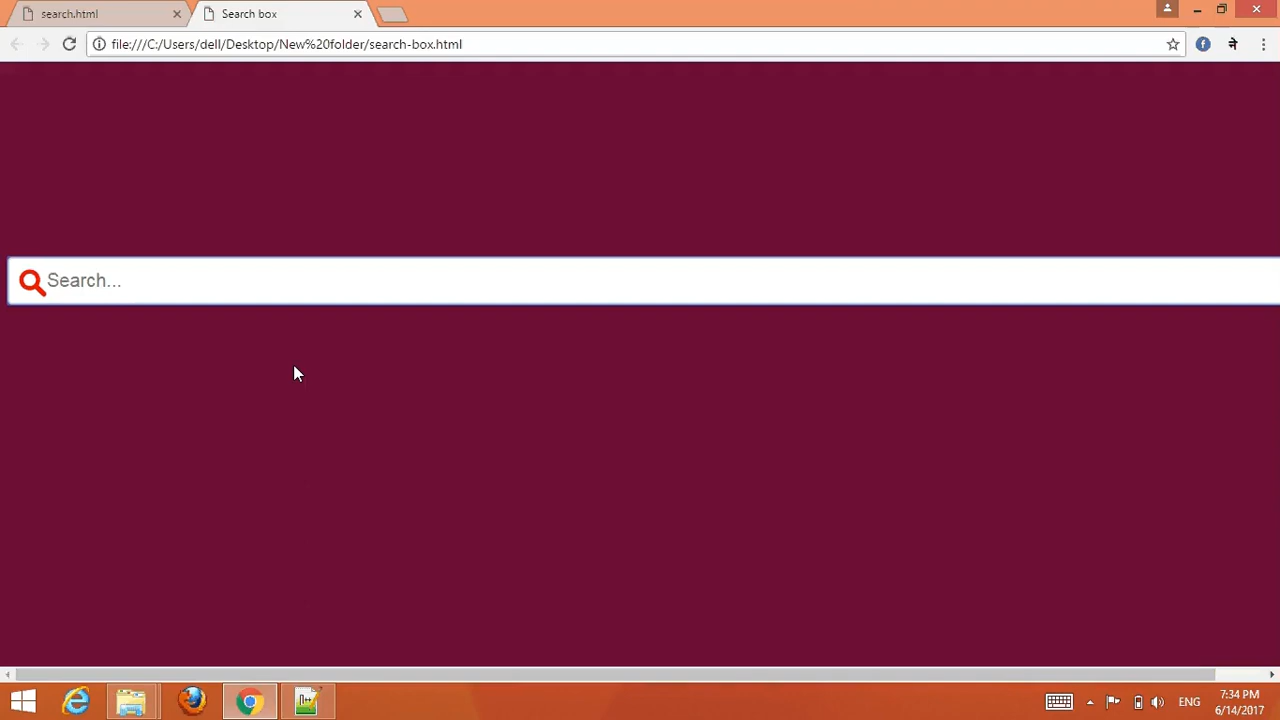 search.html
Search box
file:///C:/Users/dell/Desktop/New%20folder/search-box.html
f
ने
Search...
ENG
7:34 PM
6/14/2017